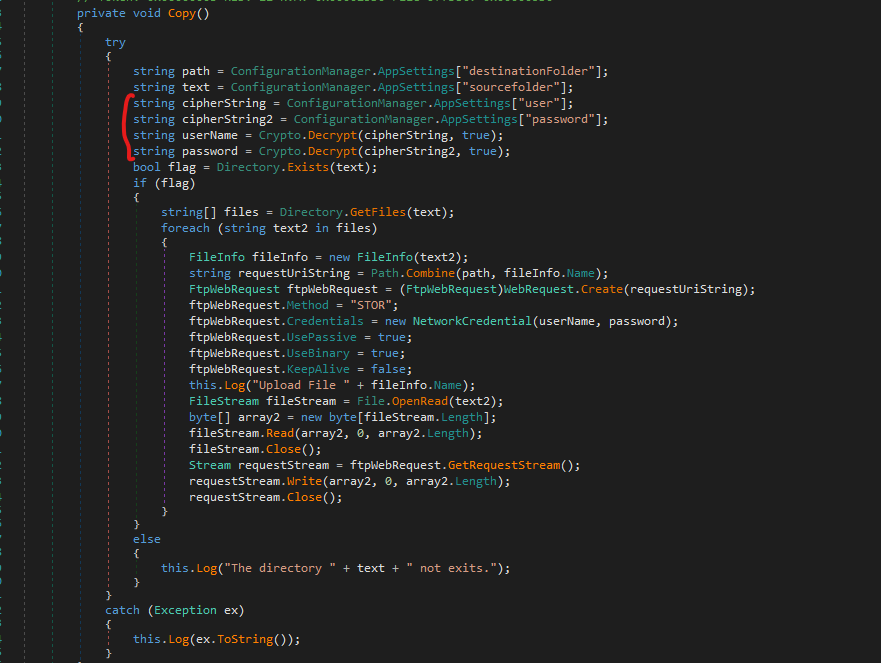 private void Copy()
{
try
{
string path = ConfigurationManager.AppSettings["destinationFolder"];
string text = ConfigurationManager.AppSettings["sourcefolder"];
string cipherString = ConfigurationManager.AppSettings["user"];
string cipherString2 = ConfigurationManager.AppSettings["password"];
string userName = Crypto.Decrypt(cipherString, true);
string password = Crypto.Decrypt(cipherString2, true);
bool flag = Directory.Exists(text);
if (flag)
{
string[] files = Directory.GetFiles(text);
foreach (string text2 in files)
{
FileInfo fileInfo = new FileInfo(text2);
string requestUriString = Path.Combine(path, fileInfo.Name);
FtpWebRequest ftpWebRequest = (FtpWebRequest)WebRequest.Create(requestUriString);
ftpWebRequest.Method = "STOR";
ftpWebRequest.Credentials = new NetworkCredential(userName, password);
ftpWebRequest.UsePassive = true;
ftpWebRequest.UseBinary = true;
ftpWebRequest.KeepAlive = false;
this.Log("Upload File " + fileInfo.Name);
FileStream fileStream = File.OpenRead(text2);
byte[] array2 = new byte[fileStream.Length];
fileStream.Read(array2, 0, array2.Length);
fileStream.Close();
Stream requestStream = ftpWebRequest.GetRequestStream();
requestStream.Write(array2, 0, array2.Length);
requestStream.Close();
}
}
else
{
this.Log("The directory " + text + " not exits.");
}
}
catch (Exception ex)
{
this.Log(ex.ToString());
}